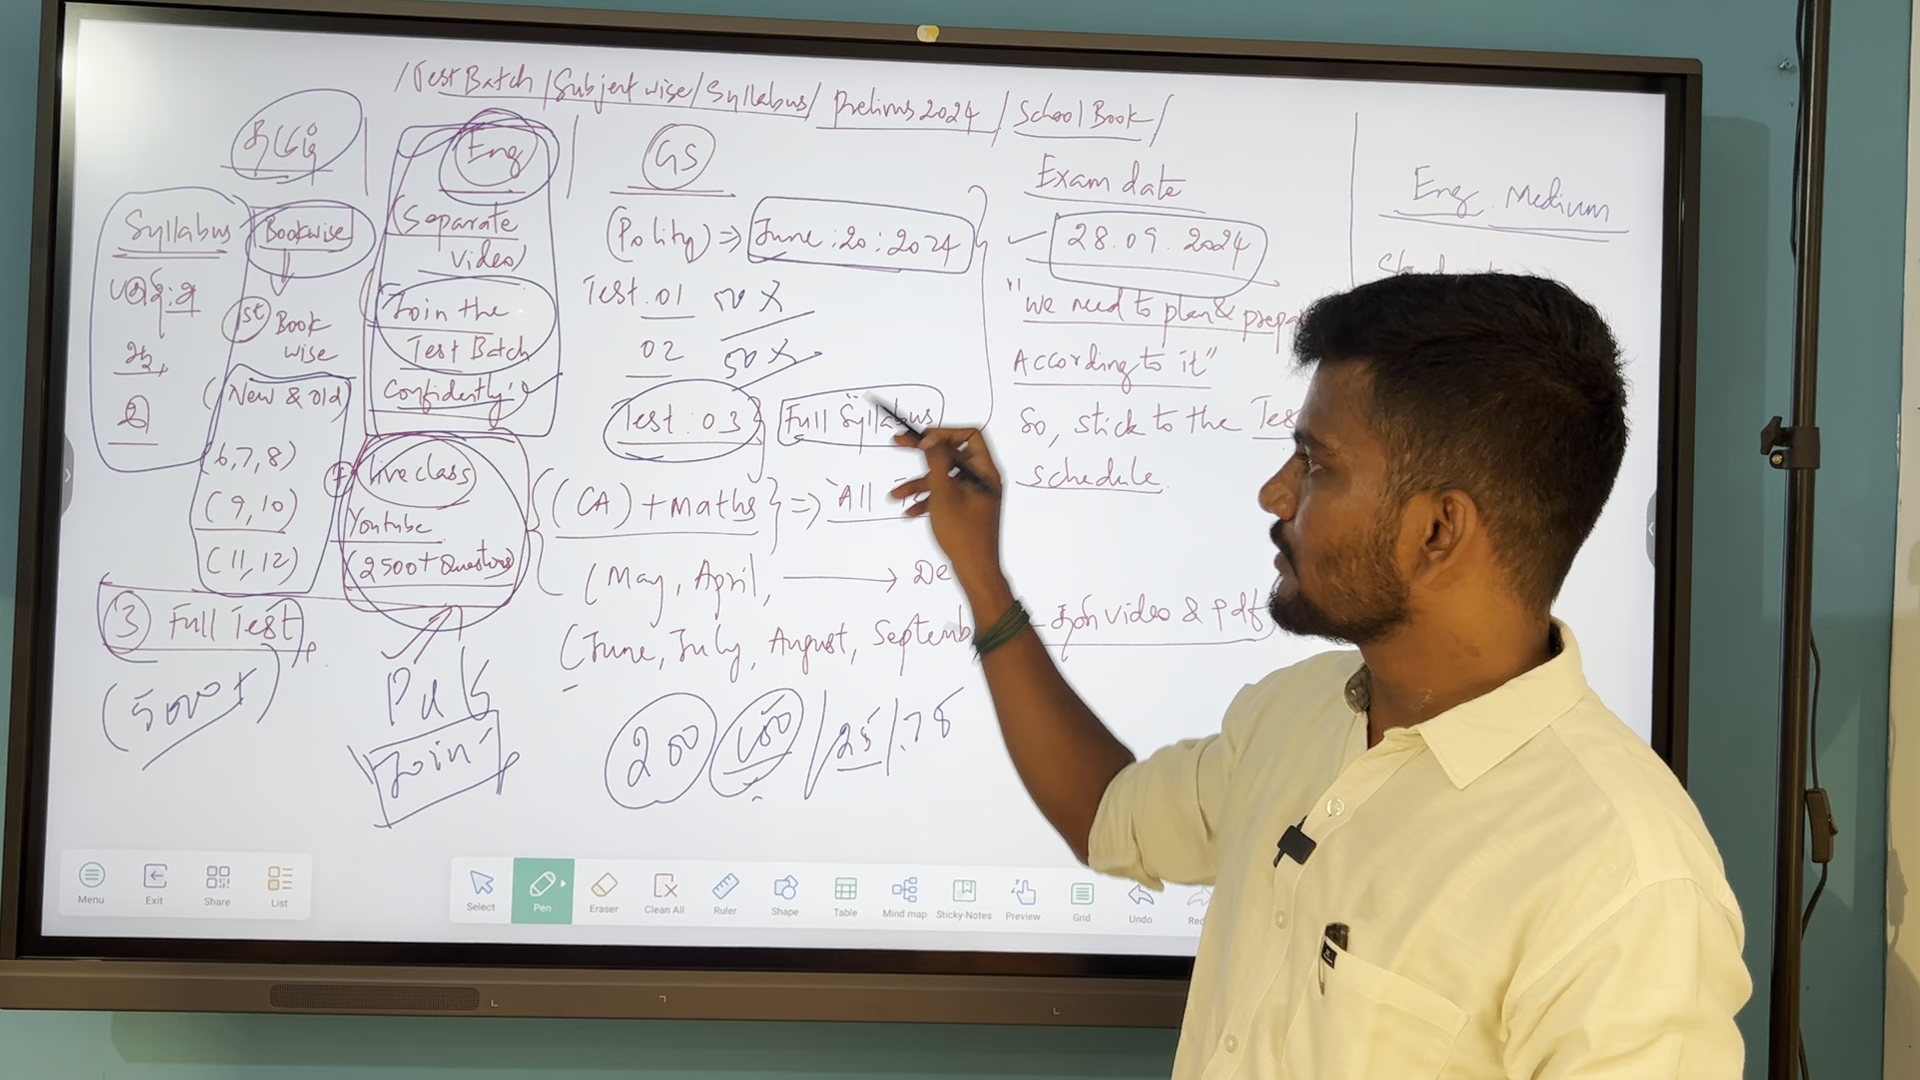 /Test Batch/Subject wise/Syllabus/Prelims 2024/School Book/
தமிழ்
Syllabus
பகுதி:அ
ஆ,
இ
Bookwise
1st Book
wise
(New & Old)
(6,7,8)
(9,10)
(11,12)
③ Full Test
(500+)
Eng
(Separate
Video)
Join the
Test Batch
Confidently
+ live class
Youtube
(2500+ Questions)
Join
GS
(Polity) => June:20:2024
Test.01 50 X
02 50 X
Test:03 } "Full Syllabus
(CA)+Maths} => All
(May, April, → De
(June, July, August, Septemb
200 100 / 25 /
Exam date
28.09.2024
"we need to plan & prepa
According to it"
So, stick to the Tes
schedule.
video & pdf
Eng Medium
Menu
Exit
Share
List
Select
Pen
Eraser
Clean All
Ruler
Shape
Table
Mind map
Sticky-Notes
Preview
Grid
Undo